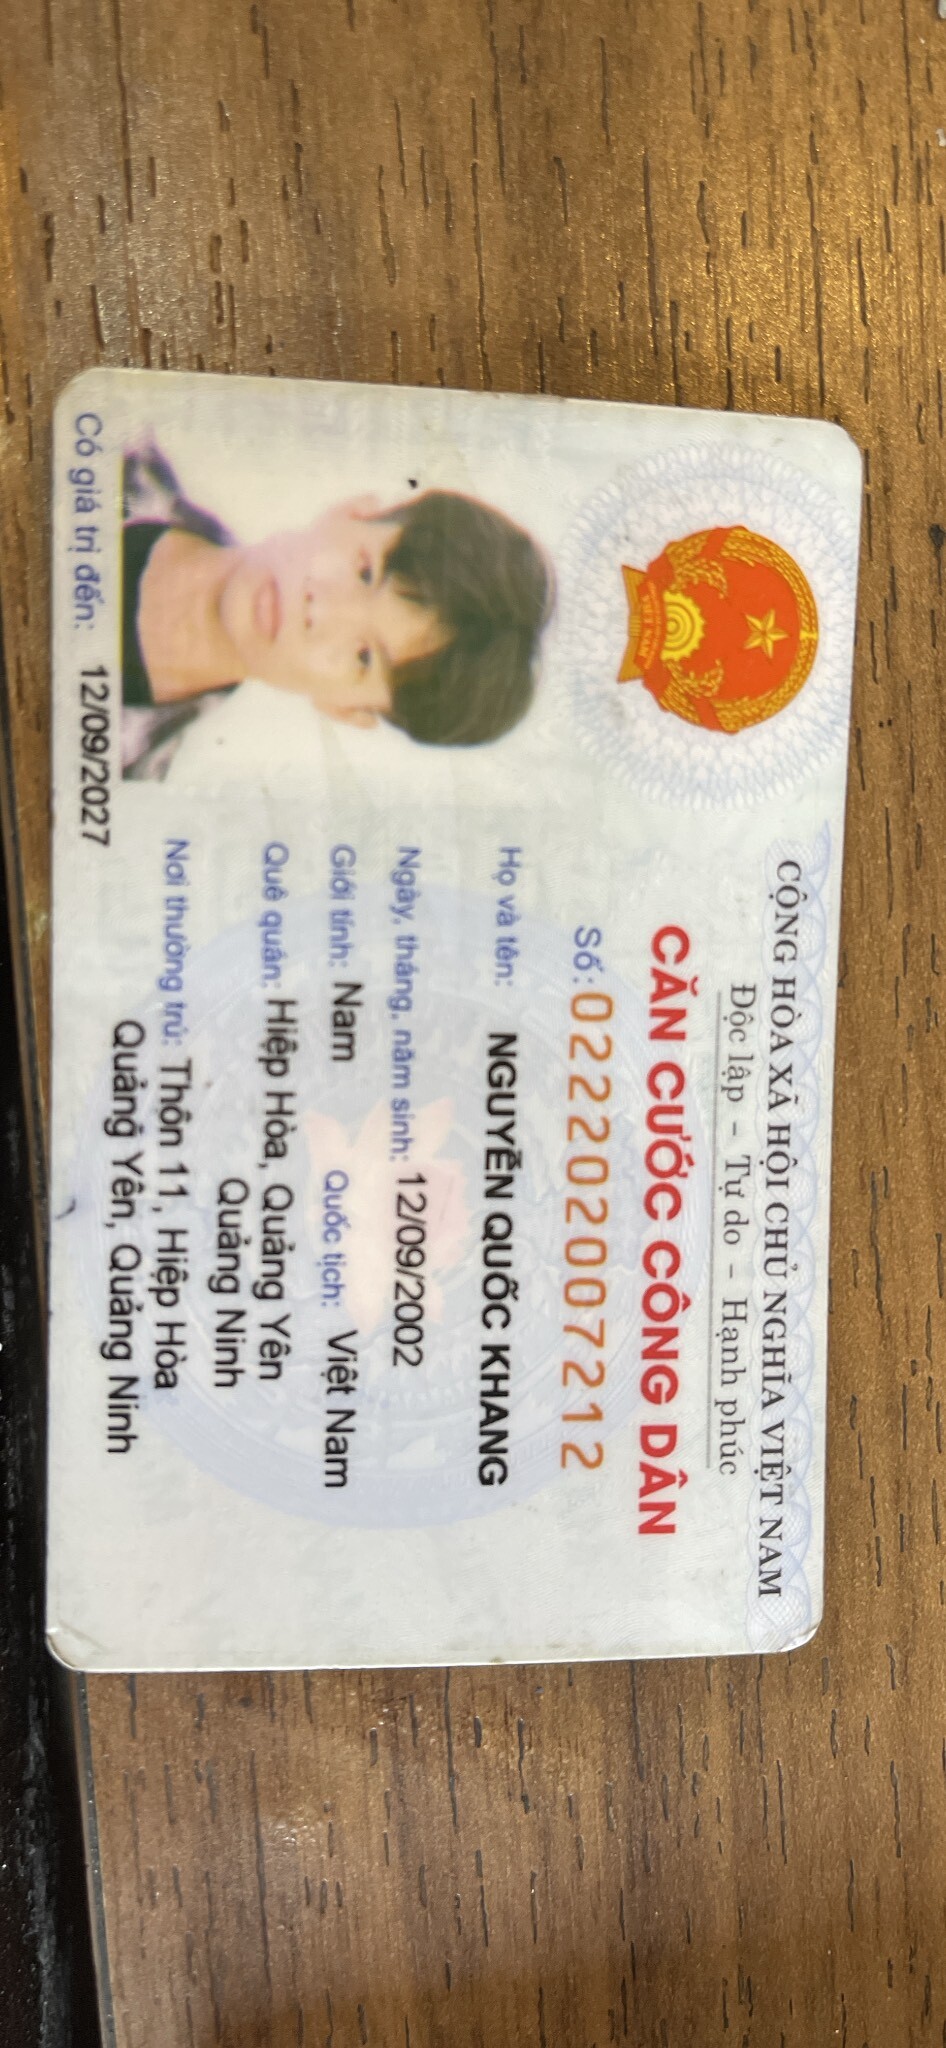 CỘNG HÒA XÃ HỘI CHỦ NGHĨA VIỆT NAM
Độc lập - Tự do - Hạnh phúc
CĂN CƯỚC CÔNG DÂN
Số: 022202007212
Họ và tên: NGUYỄN QUỐC KHANG
Ngày, tháng, năm sinh: 12/09/2002
Giới tính: Nam Quốc tịch: Việt Nam
Quê quán: Hiệp Hòa, Quảng Yên
Quảng Ninh
Nơi thường trú: Thôn 11, Hiệp Hòa
Quảng Yên, Quảng Ninh
Có giá trị đến: 12/09/2027
VIỆT NAM